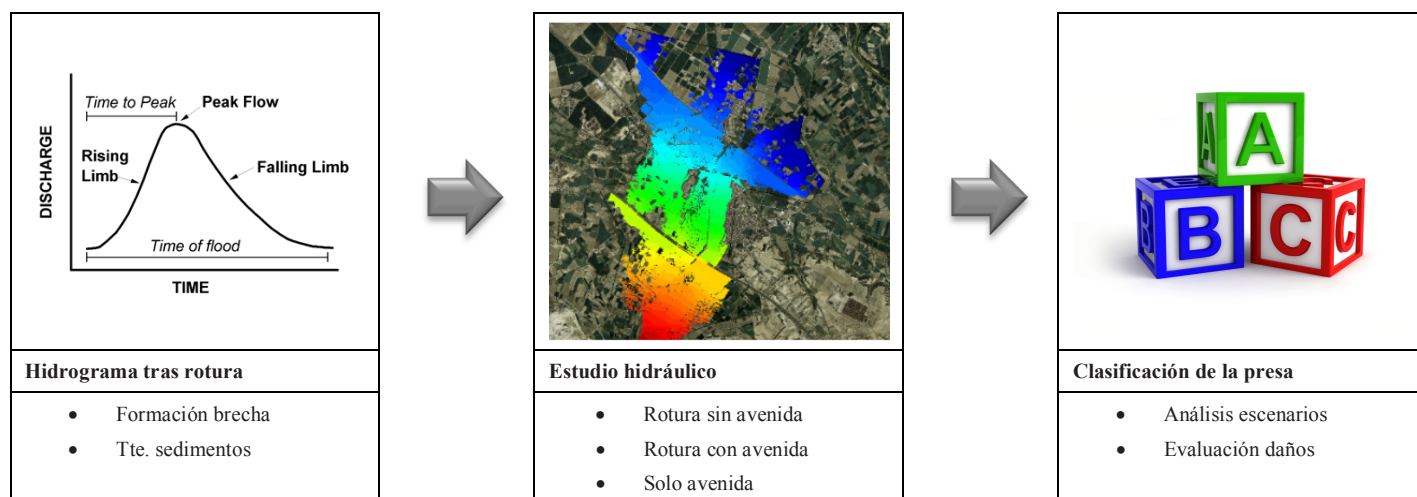 Time to Peak
Peak Flow
Rising
Limb
Falling Limb
DISCHARGE
Time of flood
TIME
Hidrograma tras rotura
• Formación brecha
• Tte. sedimentos
Estudio hidráulico
• Rotura sin avenida
• Rotura con avenida
• Solo avenida
A
A
B
B
B
C
C
C
Clasificación de la presa
• Análisis escenarios
• Evaluación daños